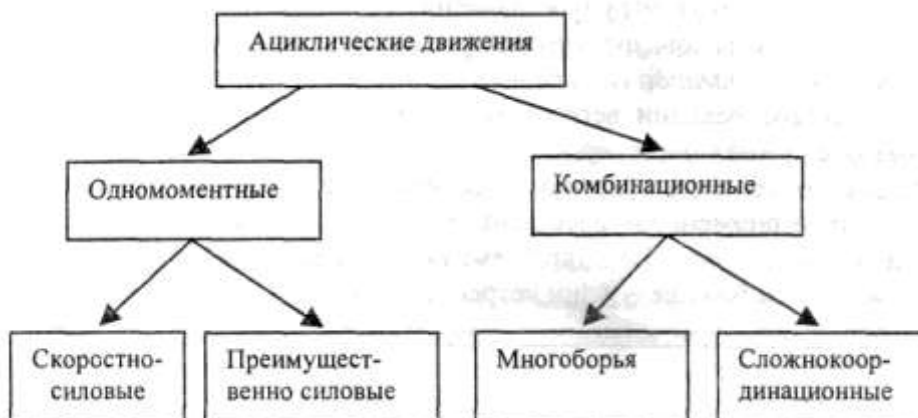 Ациклические движения
Одномоментные
Комбинационные
Скоростно-
силовые
Преимущест-
венно силовые
Многоборья
Сложнокоор-
динационные